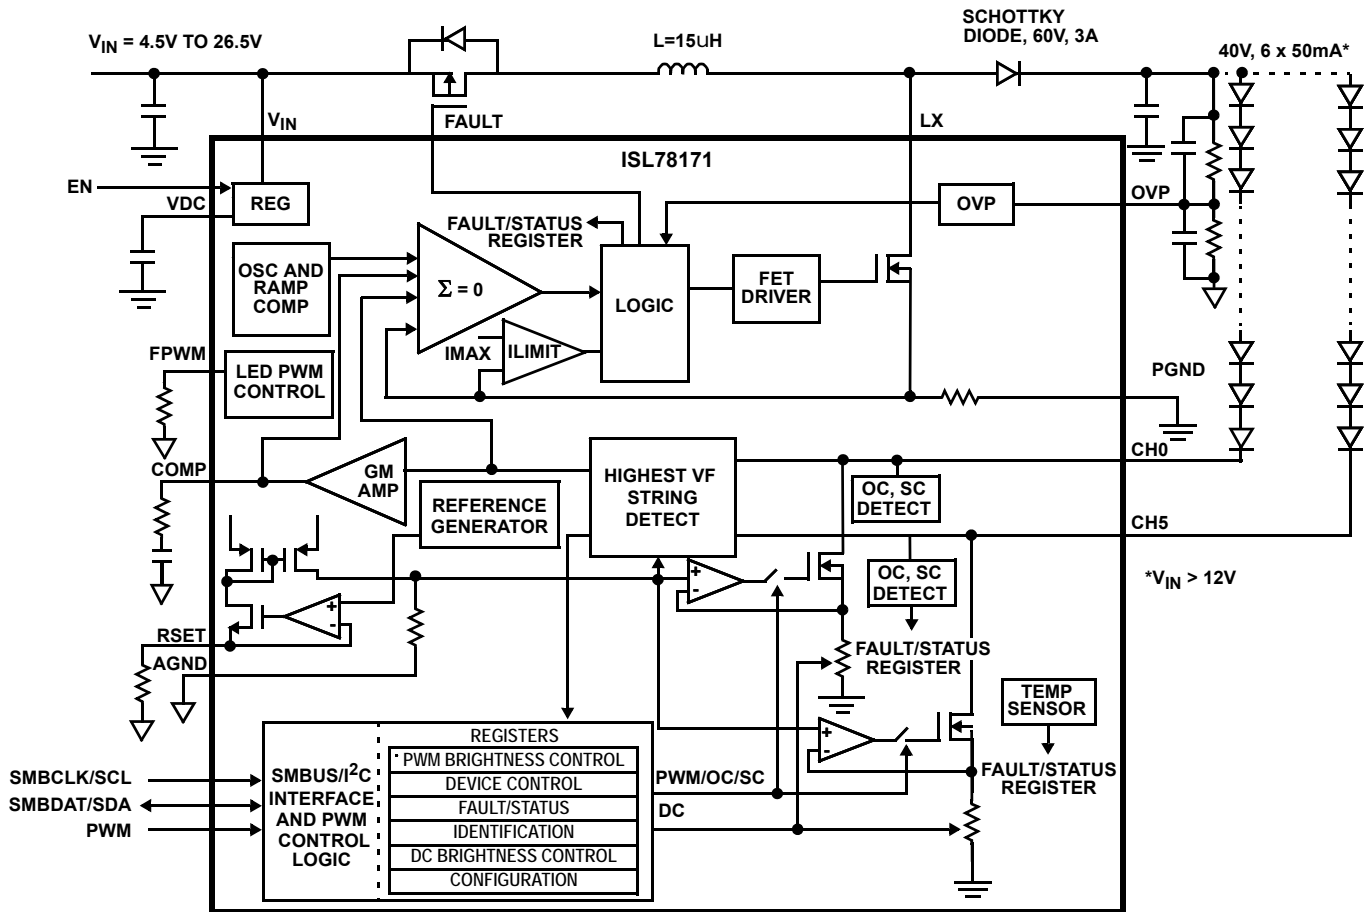 SCHOTTKY
DIODE, 60V, 3A
VIN = 4.5V TO 26.5V
L=15uH
40V, 6 x 50mA*
VIN
FAULT
LX
ISL78171
EN
VDC
REG
OVP
OVP
FAULT/STATUS
REGISTER
OSC AND
RAMP
COMP
Σ = 0
LOGIC
FET
DRIVER
IMAX
ILIMIT
FPWM
LED PWM
CONTROL
PGND
COMP
GM
AMP
HIGHEST VF
STRING
DETECT
CH0
OC, SC
DETECT
REFERENCE
GENERATOR
CH5
OC, SC
DETECT
*VIN > 12V
+
-
+
-
RSET
AGND
FAULT/STATUS
REGISTER
TEMP
SENSOR
+
-
FAULT/STATUS
REGISTER
REGISTERS
PWM BRIGHTNESS CONTROL
DEVICE CONTROL
FAULT/STATUS
IDENTIFICATION
DC BRIGHTNESS CONTROL
CONFIGURATION
SMBUS/I2C
INTERFACE
AND PWM
CONTROL
LOGIC
PWM/OC/SC
DC
SMBCLK/SCL
SMBDAT/SDA
PWM